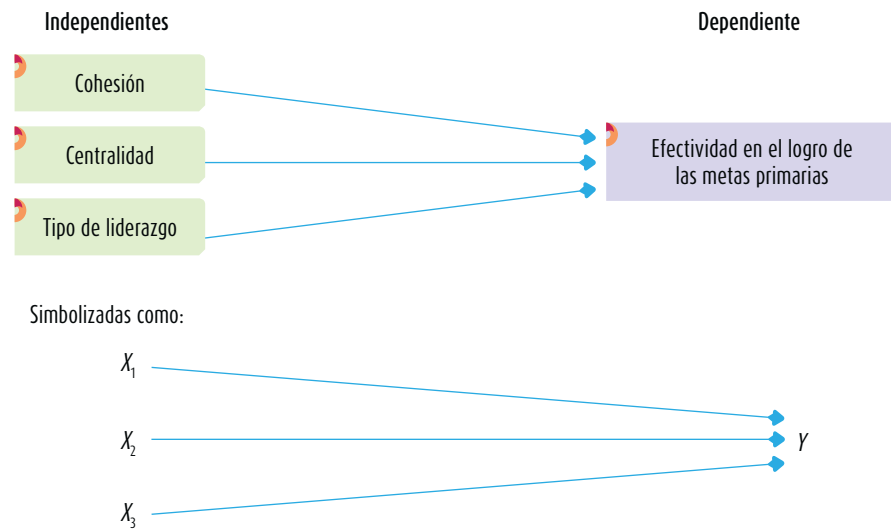 Independientes
Dependiente
Cohesión
Centralidad
Tipo de liderazgo
Efectividad en el logro de
las metas primarias
Simbolizadas como:
X₁
X₂
X₃
Y